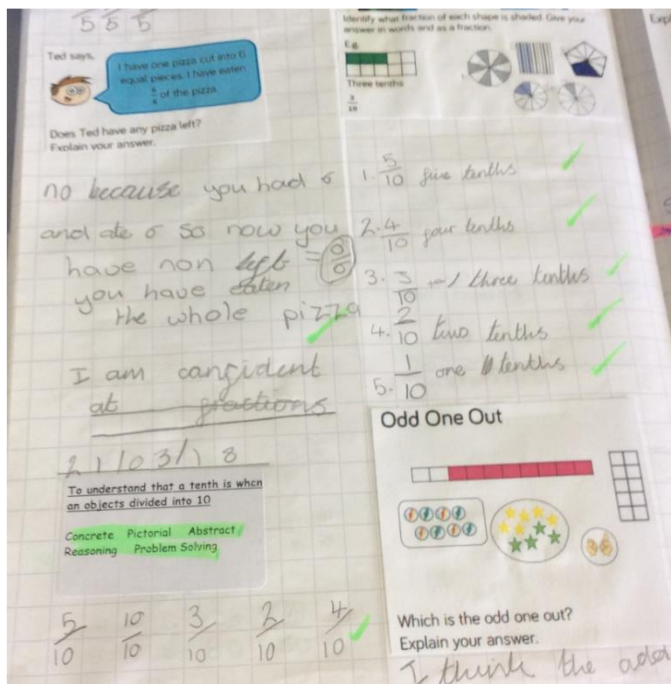 5 5 5
Ted says,
I have one pizza cut into 6
equal pieces. I have eaten
6/6 of the pizza
Does Ted have any pizza left?
Explain your answer.
no because you had 6
and ate 6 so now you
have non left = 6/6
you have eaten
the whole pizza
I am cangident
at fractions
21/03/18
To understand that a tenth is when
an objects divided into 10
Concrete Pictorial Abstract
Reasoning Problem Solving
5/10 10/10 3/10 2/10 4/10
Identify what fraction of each shape is shaded. Give your
answer in words and as a fraction.
E.g.
Three tenths
3/10
1. 5/10 five tenths
2. 4/10 four tenths
3. 3/10 three tenths
4. 2/10 two tenths
5. 1/10 one tenths
Odd One Out
Which is the odd one out?
Explain your answer.
I think the odd